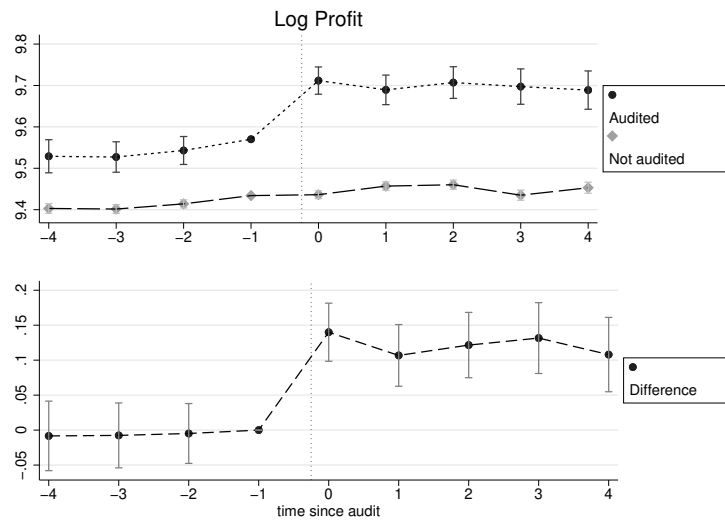 Log Profit
9.8
9.7
9.6
9.5
9.4
−4 −3 −2 −1 0 1 2 3 4
Audited
Not audited
.2
.15
.1
.05
0
−.05
−4 −3 −2 −1 0 1 2 3 4
time since audit
Difference